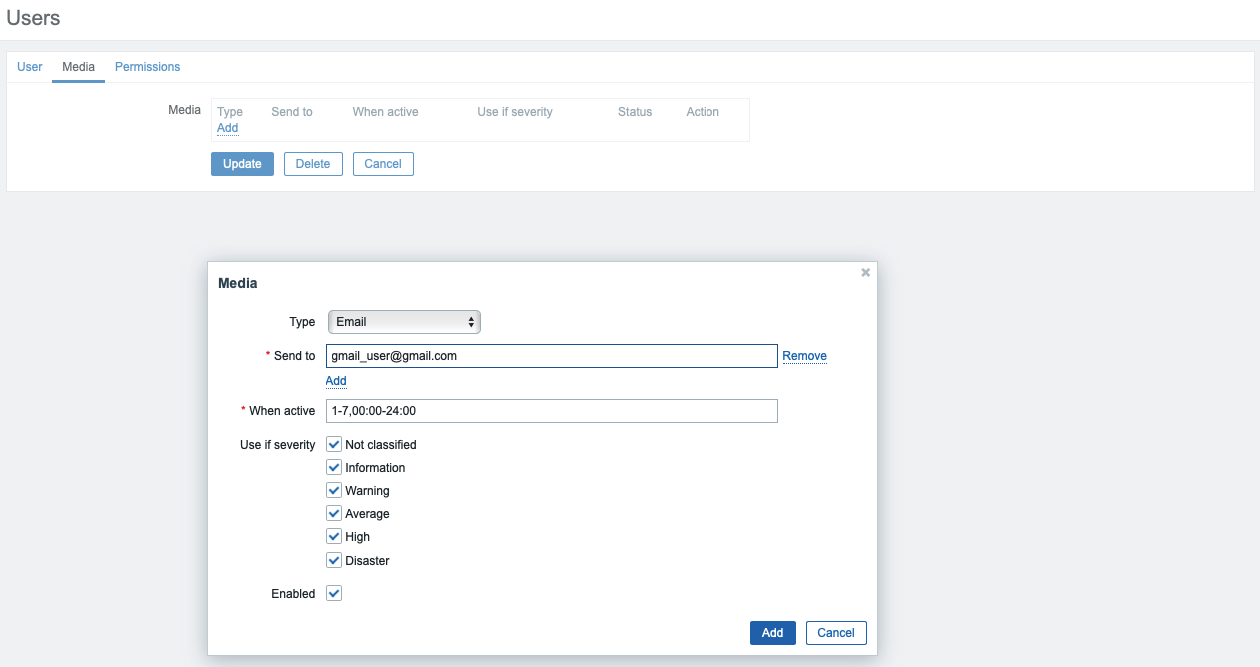 Users
User Media Permissions
Media Type Send to When active Use if severity Status Action
Add
Update Delete Cancel
Media
Type Email
* Send to gmail_user@gmail.com Remove
Add
* When active 1-7,00:00-24:00
Use if severity Not classified
Information
Warning
Average
High
Disaster
Enabled
Add Cancel